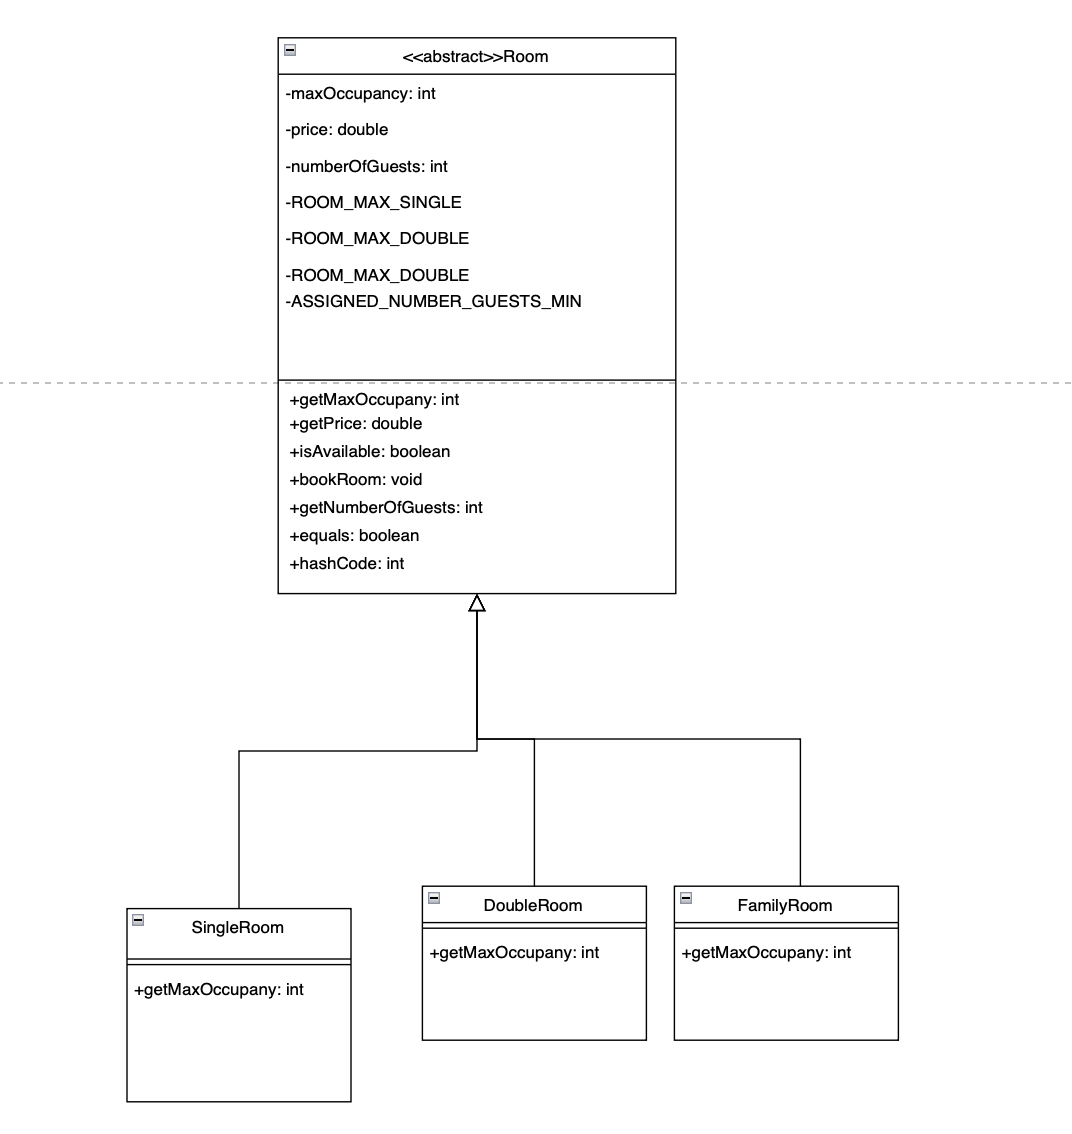 <<abstract>>Room
-maxOccupancy: int
-price: double
-numberOfGuests: int
-ROOM_MAX_SINGLE
-ROOM_MAX_DOUBLE
-ROOM_MAX_DOUBLE
-ASSIGNED_NUMBER_GUESTS_MIN
+getMaxOccupany: int
+getPrice: double
+isAvailable: boolean
+bookRoom: void
+getNumberOfGuests: int
+equals: boolean
+hashCode: int
SingleRoom
+getMaxOccupany: int
DoubleRoom
+getMaxOccupany: int
FamilyRoom
+getMaxOccupany: int